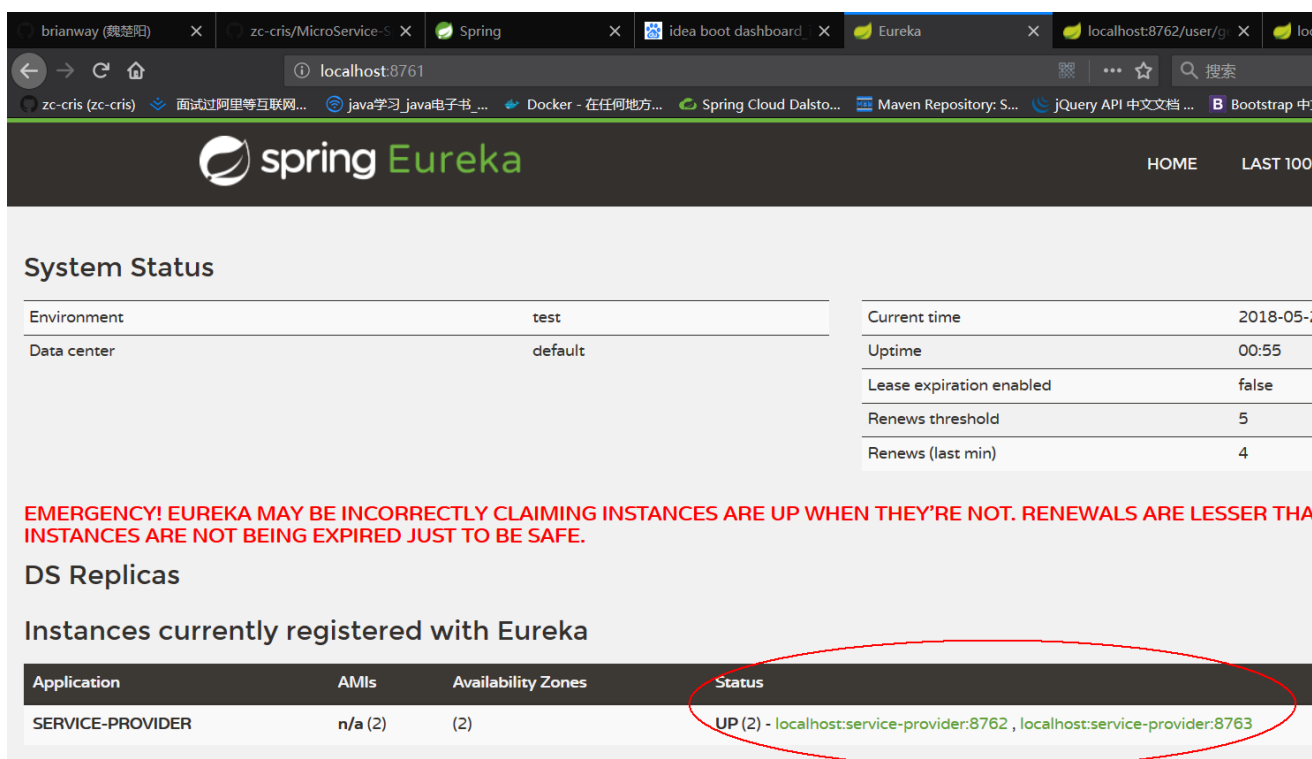 brianway (魏楚阳) zc-cris/MicroService-S Spring idea boot dashboard_i Eureka localhost:8762/user/g loc
localhost:8761 搜索
zc-cris (zc-cris) 面试过阿里等互联网... java学习_java电子书_... Docker - 在任何地方... Spring Cloud Dalsto... Maven Repository: S... jQuery API 中文文档 ... Bootstrap 中
spring Eureka HOME LAST 100
System Status
Environment test Current time 2018-05-2
Data center default Uptime 00:55
Lease expiration enabled false
Renews threshold 5
Renews (last min) 4
EMERGENCY! EUREKA MAY BE INCORRECTLY CLAIMING INSTANCES ARE UP WHEN THEY'RE NOT. RENEWALS ARE LESSER THA
INSTANCES ARE NOT BEING EXPIRED JUST TO BE SAFE.
DS Replicas
Instances currently registered with Eureka
Application AMIs Availability Zones Status
SERVICE-PROVIDER n/a (2) (2) UP (2) - localhost:service-provider:8762 , localhost:service-provider:8763